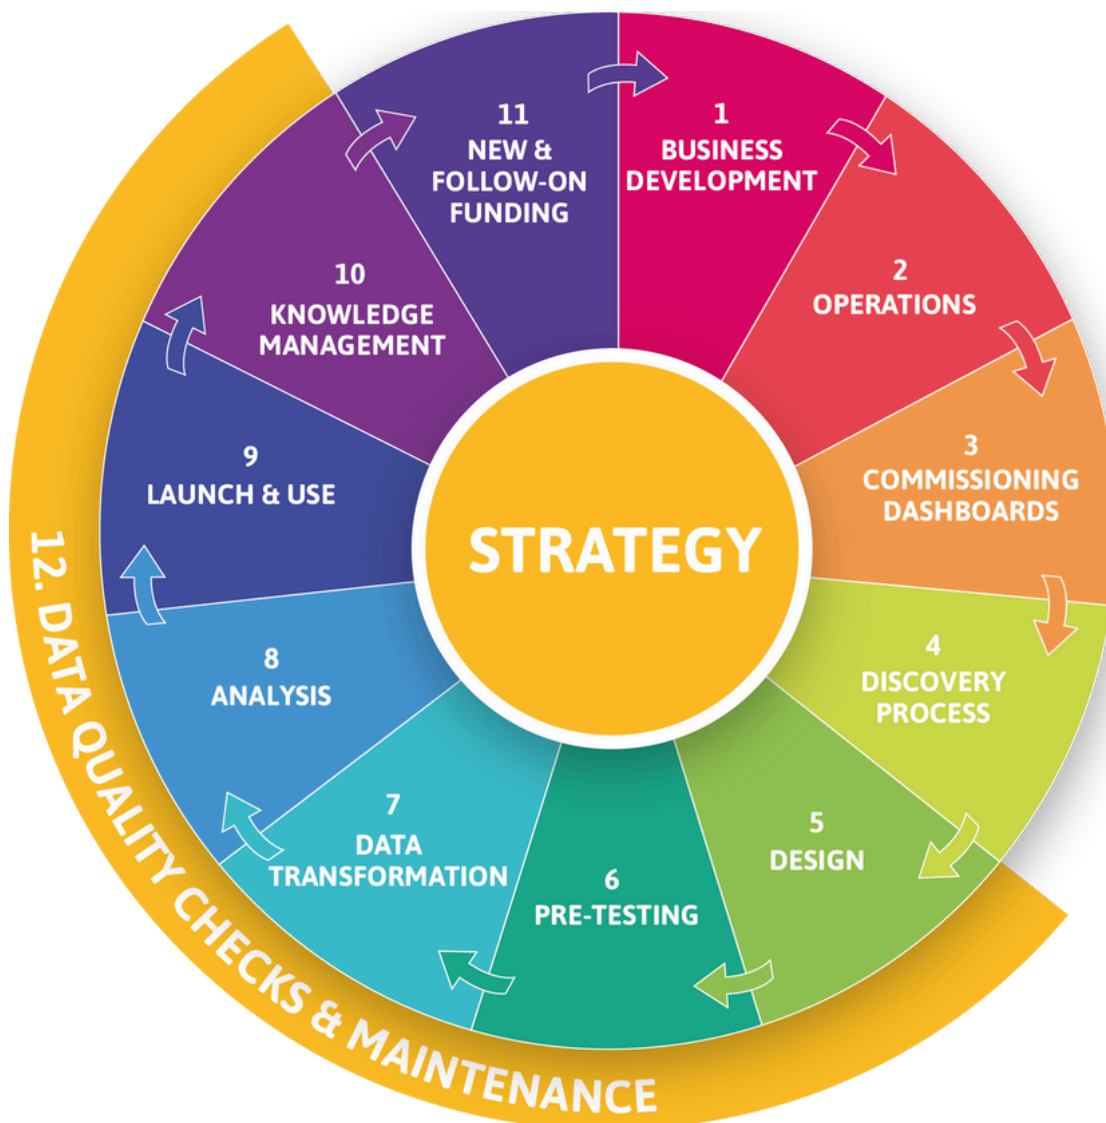 1
BUSINESS
DEVELOPMENT
2
OPERATIONS
3
COMMISSIONING
DASHBOARDS
4
DISCOVERY
PROCESS
5
DESIGN
6
PRE-TESTING
7
DATA
TRANSFORMATION
8
ANALYSIS
9
LAUNCH & USE
10
KNOWLEDGE
MANAGEMENT
11
NEW &
FOLLOW-ON
FUNDING
STRATEGY
12. DATA QUALITY CHECKS & MAINTENANCE